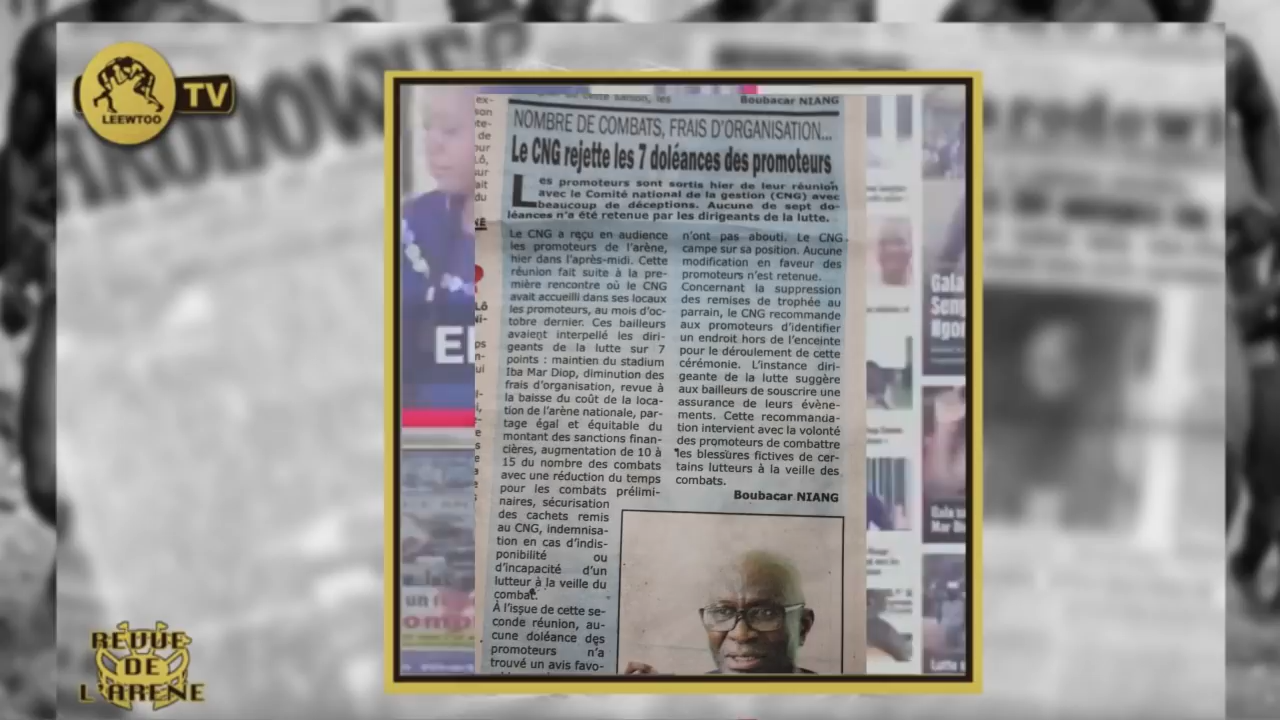 LEEWTOO
TV
Boubacar NIANG
NOMBRE DE COMBATS, FRAIS D'ORGANISATION...
Le CNG rejette les 7 doléances des promoteurs
Les promoteurs sont sortis hier de leur réunion
avec le Comité national de la gestion (CNG) avec
beaucoup de déceptions. Aucune de sept do-
léances n'a été retenue par les dirigeants de la lutte.
Le CNG a reçu en audience
les promoteurs de l'arène,
hier dans l'après-midi. Cette
réunion fait suite à la pre-
mière rencontre où le CNG
avait accueilli dans ses locaux
les promoteurs, au mois d'oc-
tobre dernier. Ces bailleurs
avaient interpellé les diri-
geants de la lutte sur 7
points : maintien du stadium
Iba Mar Diop, diminution des
frais d'organisation, revue à
la baisse du coût de la loca-
tion de l'arène nationale, par-
tage égal et équitable du
montant des sanctions finan-
cières, augmentation de 10 à
15 du nombre des combats
avec une réduction du temps
pour les combats prélimi-
naires, sécurisation
des cachets remis
au CNG, indemnisa-
tion en cas d'indis-
ponibilité ou
d'incapacité d'un
lutteur à la veille du
combat.
À l'issue de cette se-
conde réunion, au-
cune doléance des
promoteurs n'a
trouvé un avis favo-
n'ont pas abouti. Le CNG
campe sur sa position. Aucune
modification en faveur des
promoteurs n'est retenue.
Concernant la suppression
des remises de trophée au
parrain, le CNG recommande
aux promoteurs d'identifier
un endroit hors de l'enceinte
pour le déroulement de cette
cérémonie. L'instance diri-
geante de la lutte suggère
aux bailleurs de souscrire une
assurance de leurs évène-
ments. Cette recommanda-
tion intervient avec la volonté
des promoteurs de combattre
les blessures fictives de cer-
tains lutteurs à la veille des
combats.
Boubacar NIANG
REVUE
DE
L'ARENE